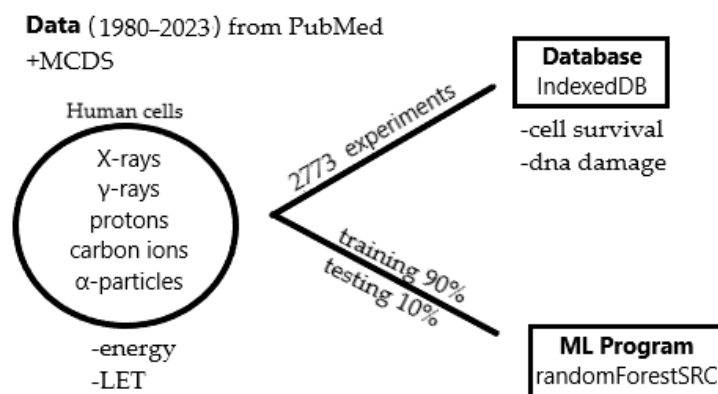 Data (1980–2023) from PubMed
+MCDS
Human cells
X-rays
γ-rays
protons
carbon ions
α-particles
-energy
-LET
2773 experiments
training 90%
testing 10%
Database
IndexedDB
-cell survival
-dna damage
ML Program
randomForestSRC